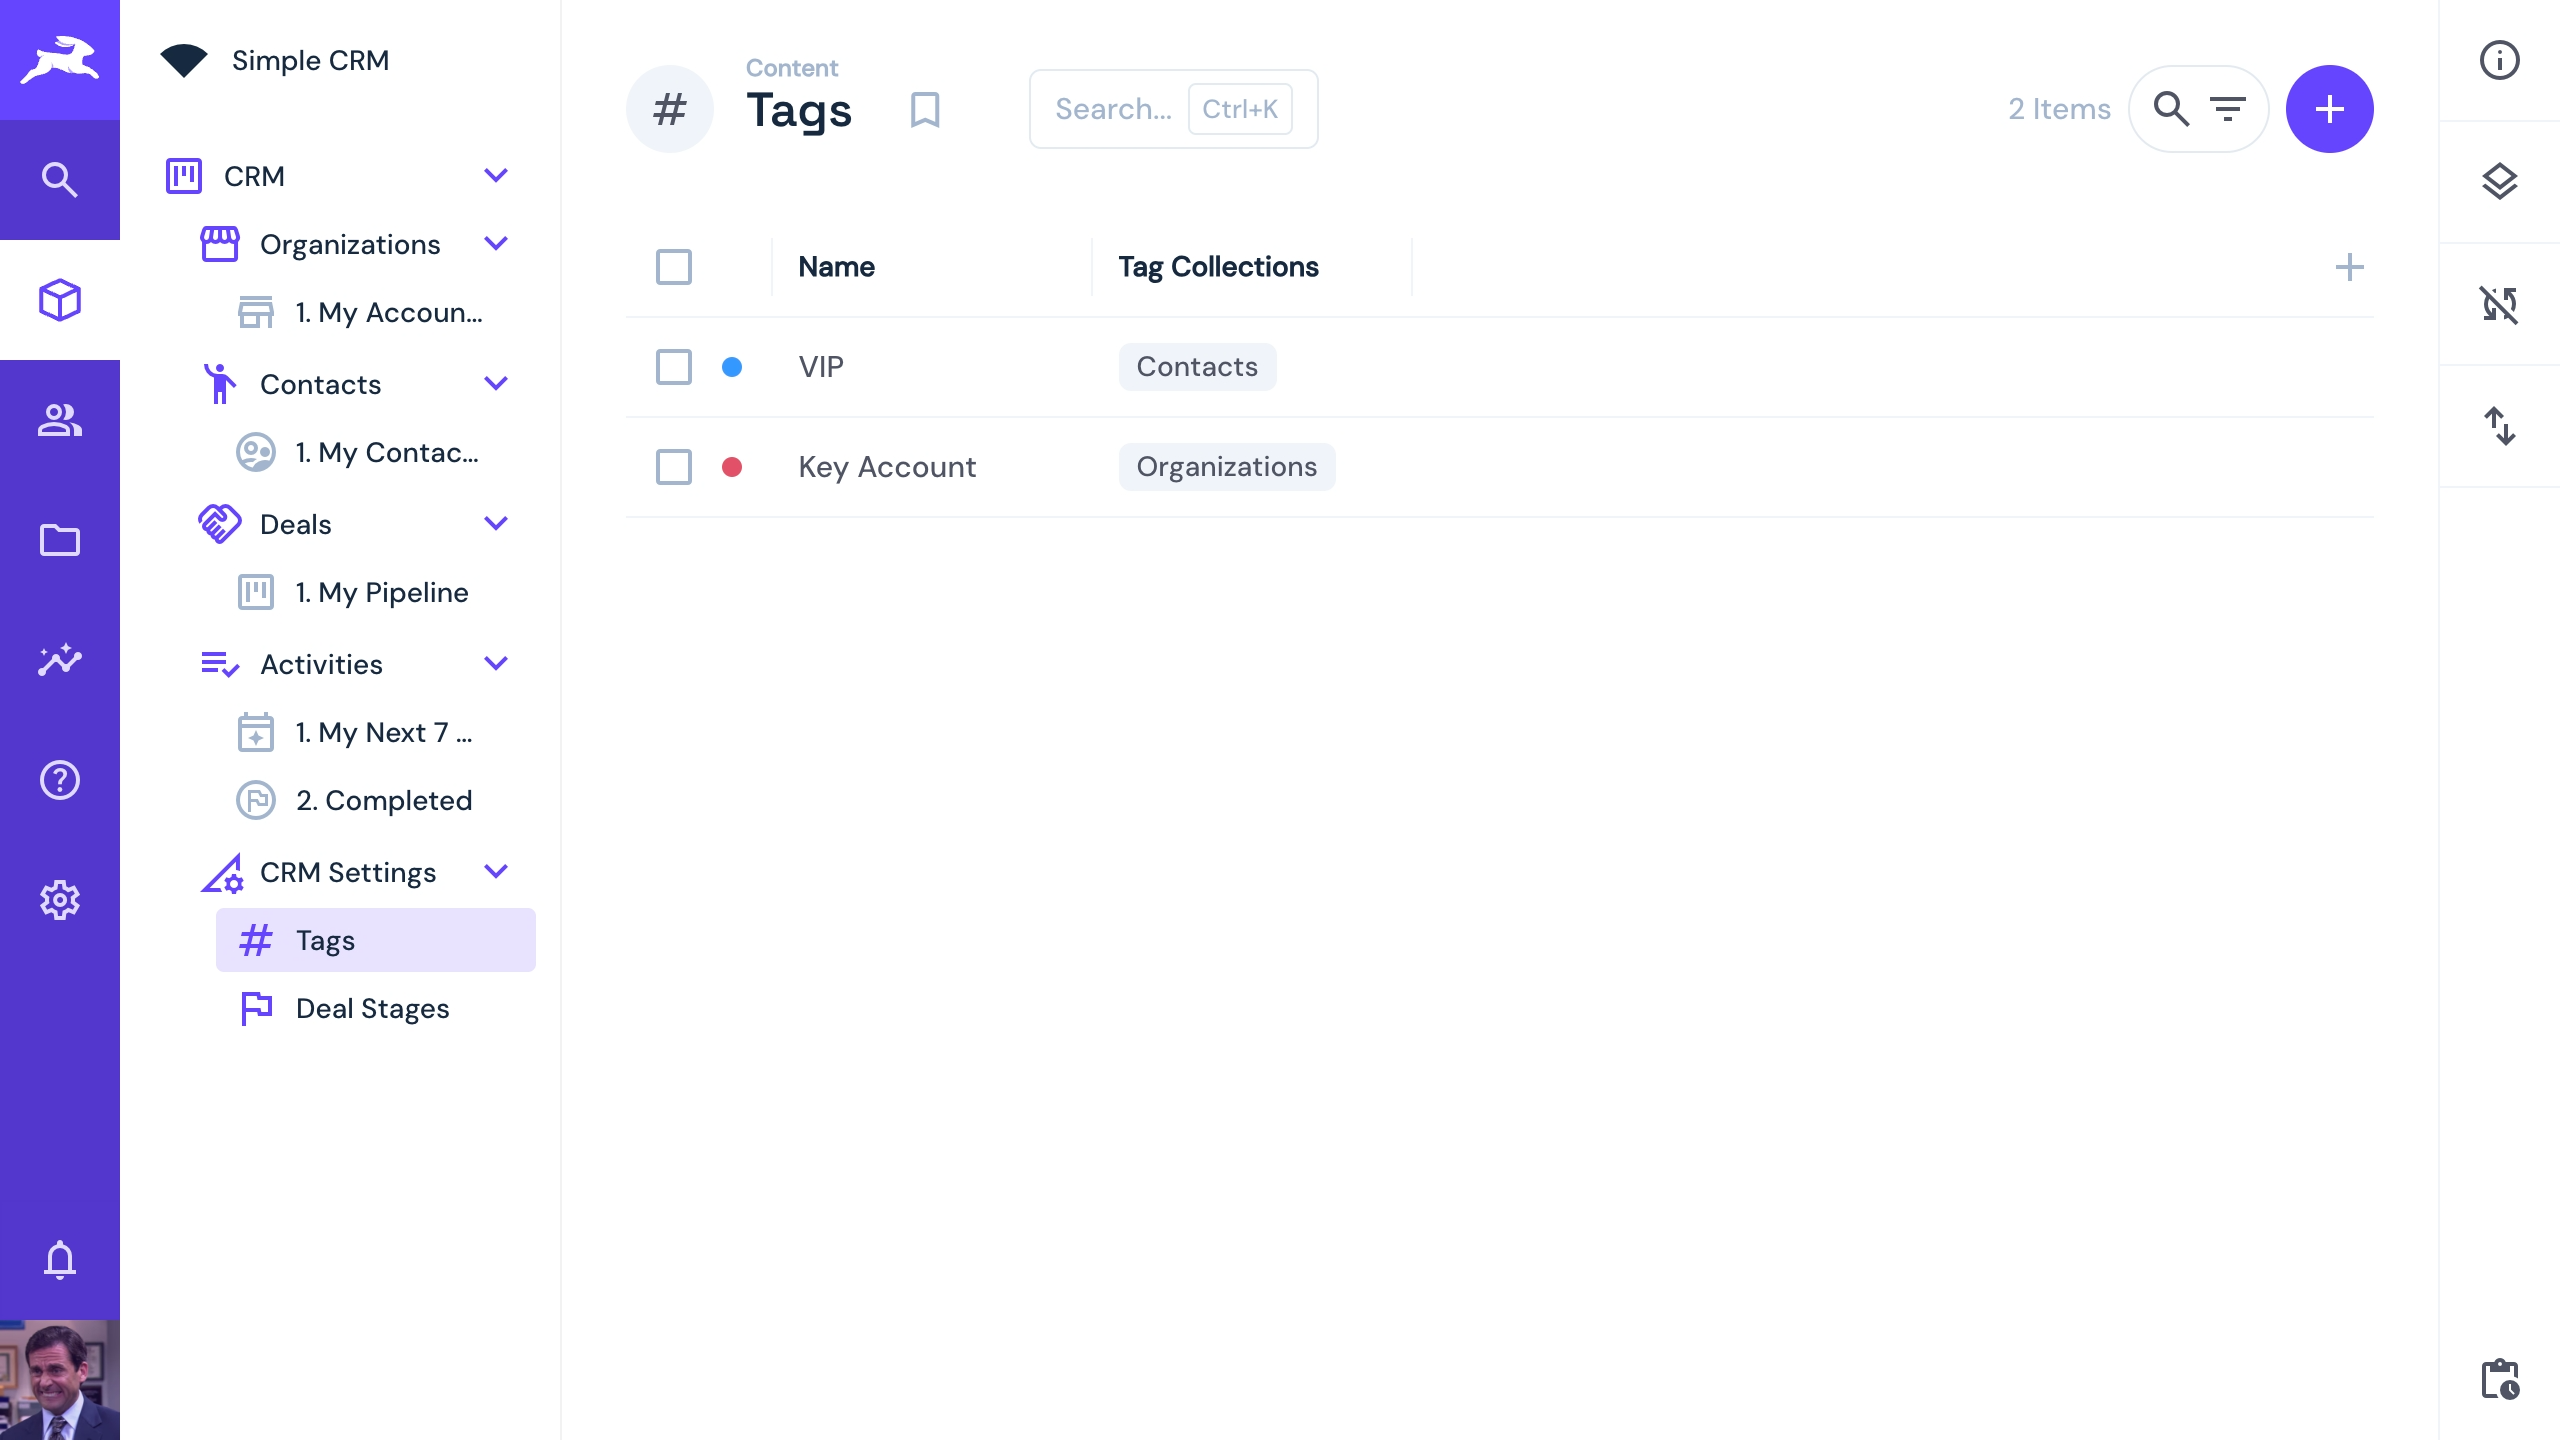 Simple CRM
CRM
Organizations
1. My Accoun...
Contacts
1. My Contac...
Deals
1. My Pipeline
Activities
1. My Next 7 ...
2. Completed
CRM Settings
Tags
Deal Stages
Content
Tags
Search... Ctrl+K
2 Items
Name Tag Collections
VIP Contacts
Key Account Organizations